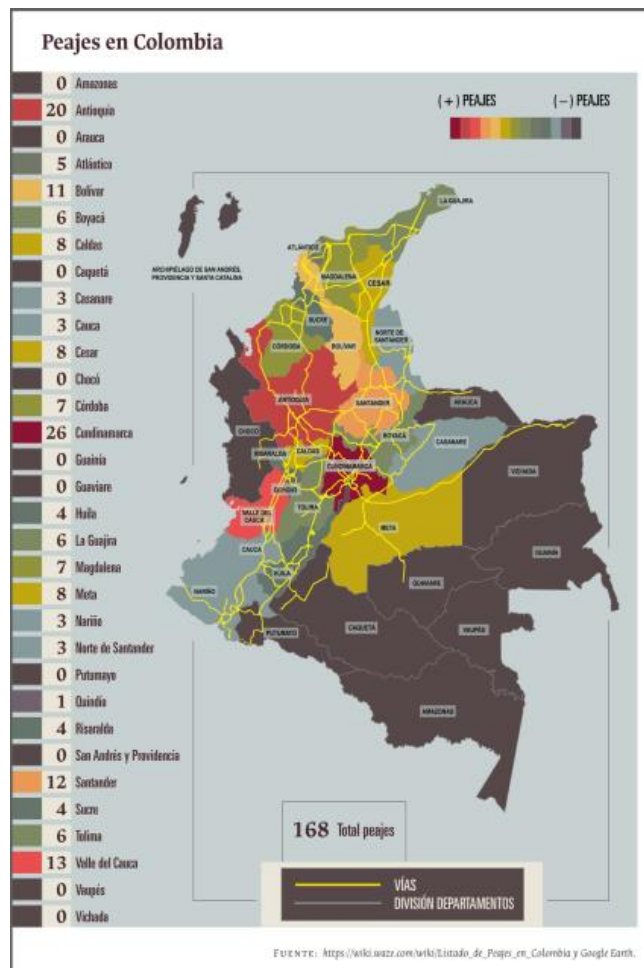 Peajes en Colombia
0 Amazonas
20 Antioquia
0 Arauca
5 Atlántico
11 Bolívar
6 Boyacá
8 Caldas
0 Caquetá
3 Casanare
3 Cauca
8 Cesar
0 Chocó
7 Córdoba
26 Cundinamarca
0 Guainía
0 Guaviare
4 Huila
6 La Guajira
7 Magdalena
8 Meta
3 Nariño
3 Norte de Santander
0 Putumayo
1 Quindío
4 Risaralda
0 San Andrés y Providencia
12 Santander
4 Sucre
6 Tolima
13 Valle del Cauca
0 Vaupés
0 Vichada
(+) PEAJES (−) PEAJES
LA GUAJIRA
ATLÁNTICO
ARCHIPIÉLAGO DE SAN ANDRÉS,
PROVIDENCIA Y SANTA CATALINA
MAGDALENA
CESAR
SUCRE
NORTE DE
SANTANDER
CÓRDOBA
BOLÍVAR
ANTIOQUIA
SANTANDER
ARAUCA
CHOCÓ
BOYACÁ
CASANARE
RISARALDA
CALDAS
CUNDINAMARCA
VICHADA
QUINDÍO
VALLE DEL
CAUCA
TOLIMA
META
GUAINÍA
CAUCA
HUILA
GUAVIARE
NARIÑO
CAQUETÁ
VAUPÉS
PUTUMAYO
AMAZONAS
168 Total peajes
VÍAS
DIVISIÓN DEPARTAMENTOS
FUENTE: https://wiki.waze.com/wiki/Listado_de_Peajes_en_Colombia y Google Earth.